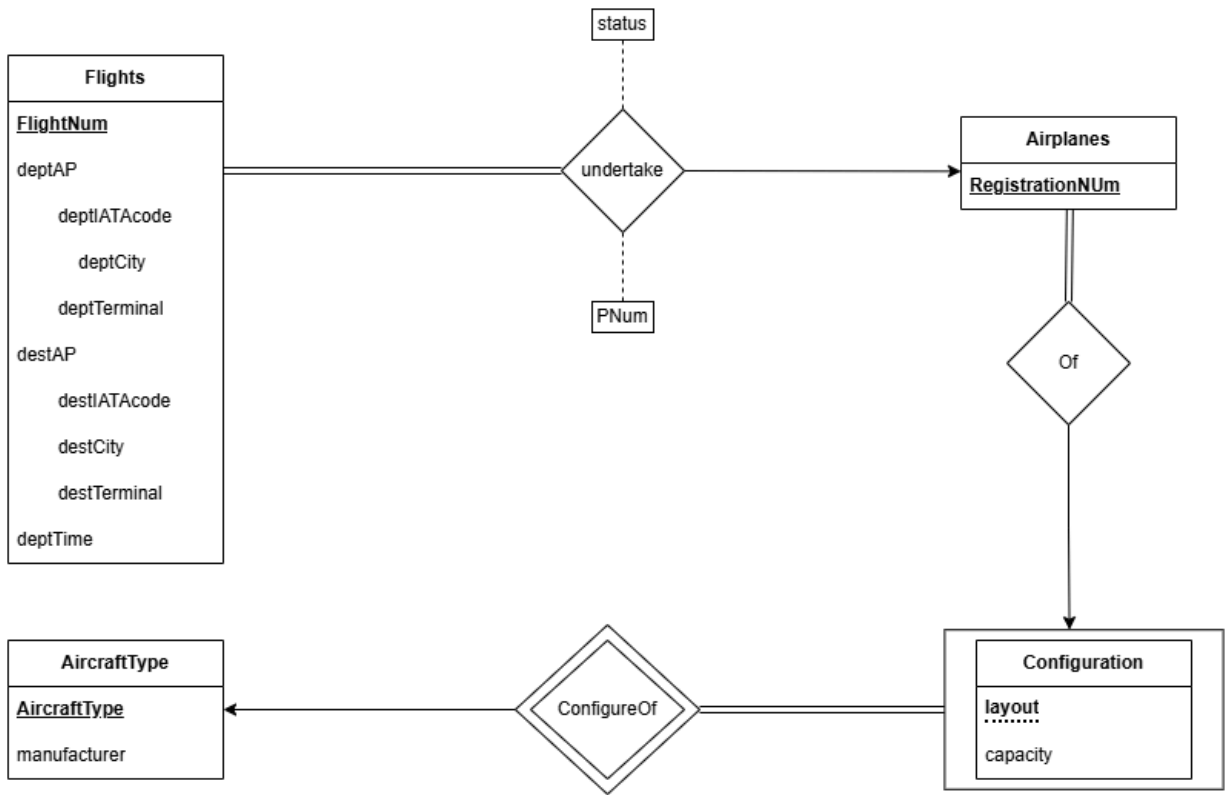 status
Flights
FlightNum
deptAP
deptIATAcode
deptCity
deptTerminal
destAP
destIATAcode
destCity
destTerminal
deptTime
undertake
PNum
Airplanes
RegistrationNUm
Of
AircraftType
AircraftType
manufacturer
ConfigureOf
Configuration
layout
capacity